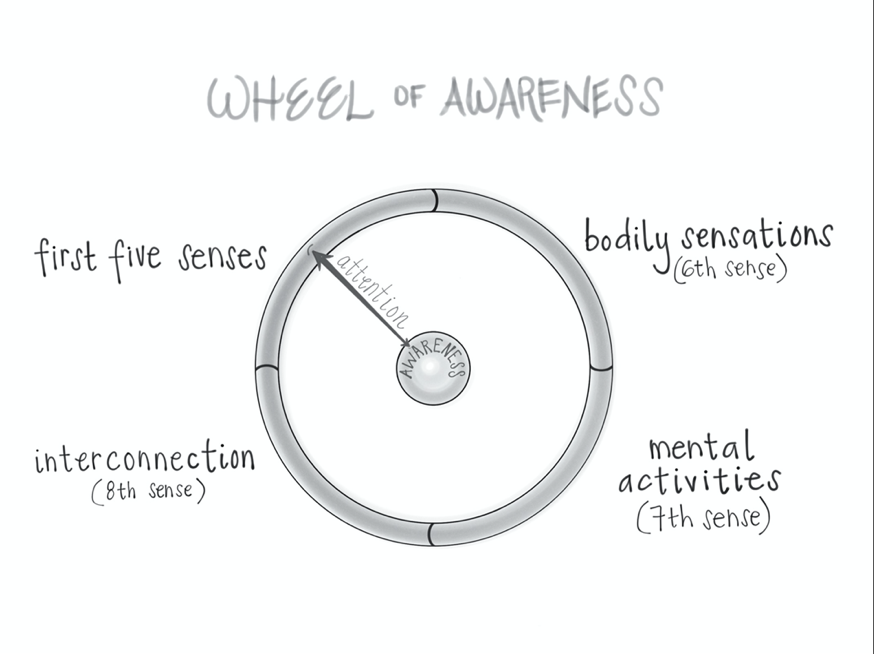 WHEEL OF AWARENESS
first five senses
bodily sensations
(6th sense)
attention
AWARENESS
interconnection
(8th sense)
mental
activities
(7th sense)